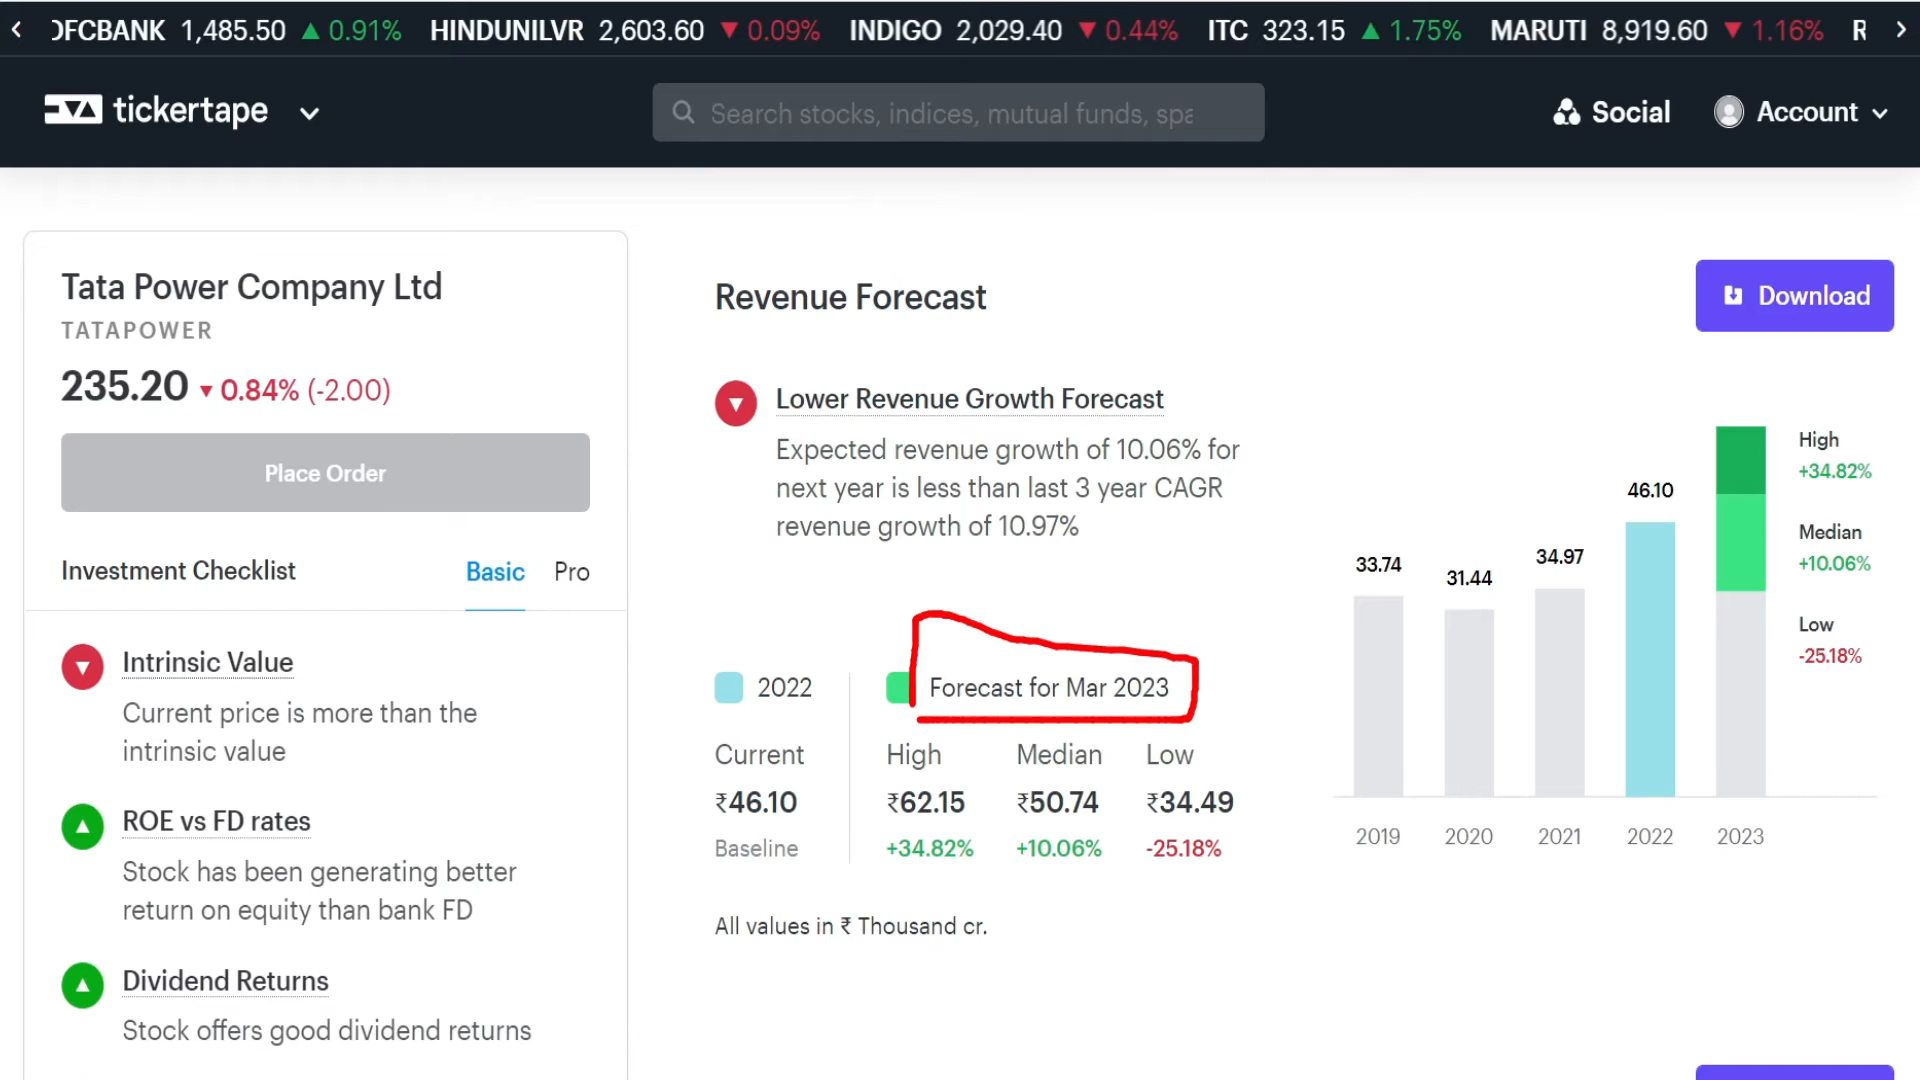 DFCBANK 1,485.50 ▲ 0.91% HINDUNILVR 2,603.60 ▼ 0.09% INDIGO 2,029.40 ▼ 0.44% ITC 323.15 ▲ 1.75% MARUTI 8,919.60 ▼ 1.16% R
tickertape
Search stocks, indices, mutual funds, spa
Social
Account
Tata Power Company Ltd
TATAPOWER
235.20 ▼ 0.84% (-2.00)
Place Order
Investment Checklist Basic Pro
Intrinsic Value
Current price is more than the
intrinsic value
ROE vs FD rates
Stock has been generating better
return on equity than bank FD
Dividend Returns
Stock offers good dividend returns
Revenue Forecast
Download
Lower Revenue Growth Forecast
Expected revenue growth of 10.06% for
next year is less than last 3 year CAGR
revenue growth of 10.97%
2022 Forecast for Mar 2023
Current High Median Low
₹46.10 ₹62.15 ₹50.74 ₹34.49
Baseline +34.82% +10.06% -25.18%
All values in ₹ Thousand cr.
33.74 31.44 34.97 46.10
High
+34.82%
Median
+10.06%
Low
-25.18%
2019 2020 2021 2022 2023